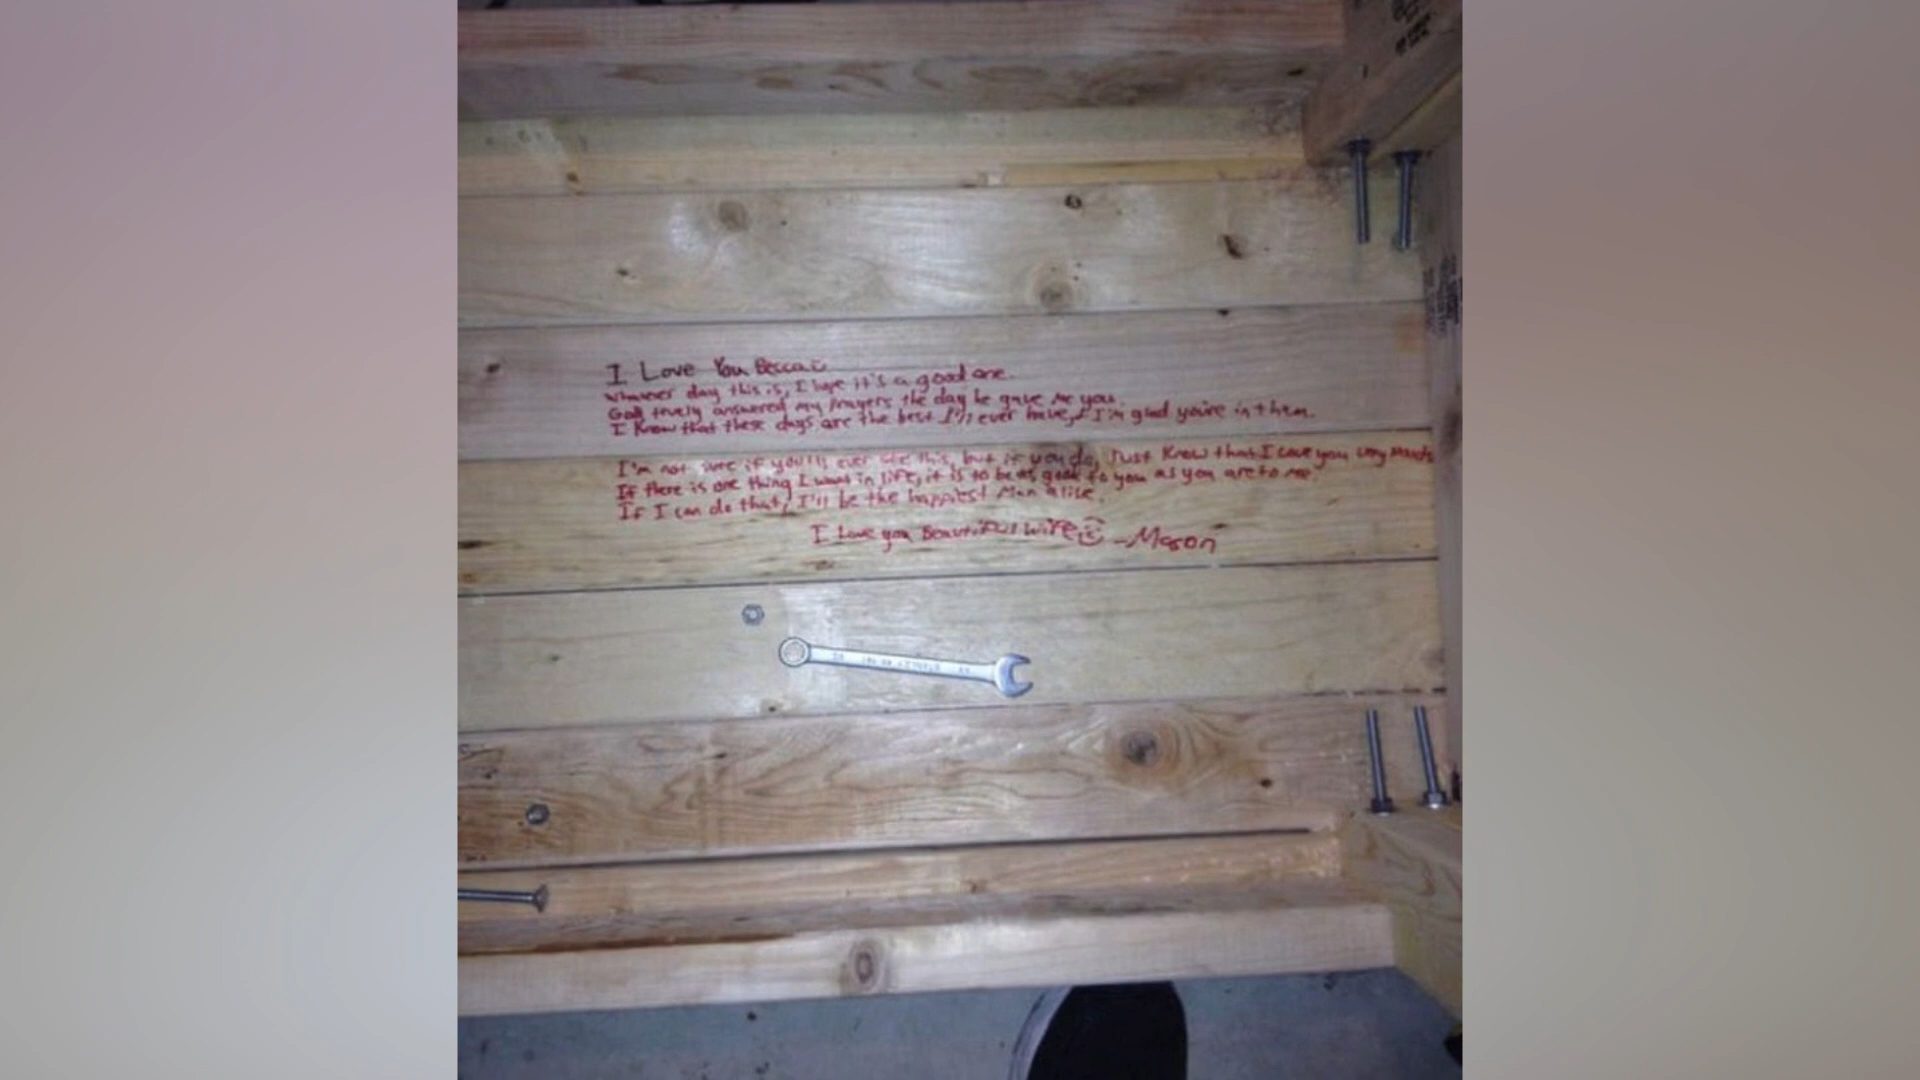 I Love You Becca
Whatever day this is, I hope it's a good one.
God truely answered my prayers the day he gave me you.
I Know that these days are the best I'll ever have, & I'm glad you're in them.
I'm not sure if you'll ever see this, but if you do, Just Know that I Love you very much
If there is one thing I want in life, it is to be as good to you as you are to me.
If I can do that, I'll be the happiest Man alive.
I Love you Beautiful Wife -Mason
STANLEY